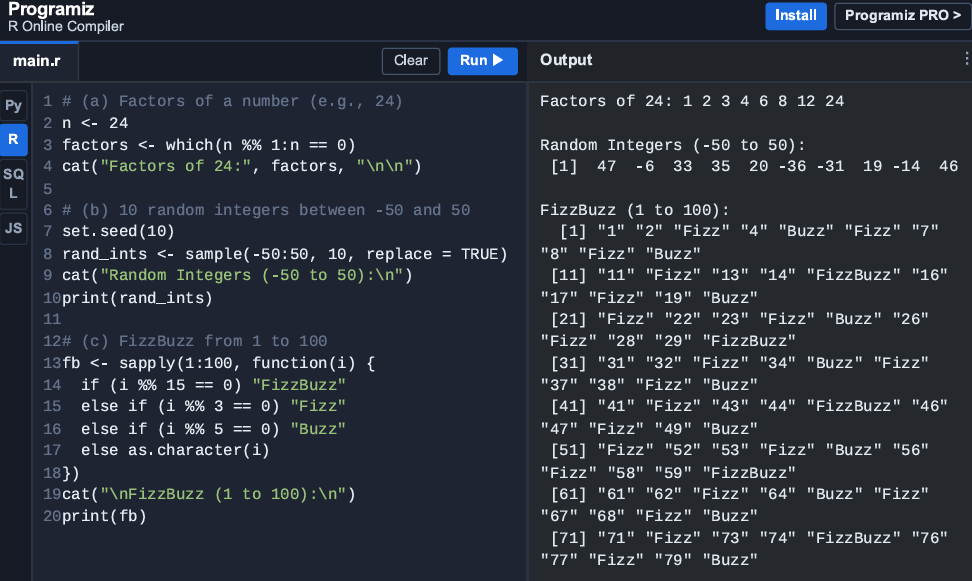 Programiz
R Online Compiler
Install
Programiz PRO >
main.r
Clear
Run
Output
Py
R
SQ
L
JS
1 # (a) Factors of a number (e.g., 24)
2 n <- 24
3 factors <- which(n %% 1:n == 0)
4 cat("Factors of 24:", factors, "\n\n")
5
6 # (b) 10 random integers between -50 and 50
7 set.seed(10)
8 rand_ints <- sample(-50:50, 10, replace = TRUE)
9 cat("Random Integers (-50 to 50):\n")
10print(rand_ints)
11
12# (c) FizzBuzz from 1 to 100
13fb <- sapply(1:100, function(i) {
14  if (i %% 15 == 0) "FizzBuzz"
15  else if (i %% 3 == 0) "Fizz"
16  else if (i %% 5 == 0) "Buzz"
17  else as.character(i)
18})
19cat("\nFizzBuzz (1 to 100):\n")
20print(fb)
Factors of 24: 1 2 3 4 6 8 12 24
Random Integers (-50 to 50):
[1]  47  -6  33  35  20 -36 -31  19 -14  46
FizzBuzz (1 to 100):
[1] "1" "2" "Fizz" "4" "Buzz" "Fizz" "7"
"8" "Fizz" "Buzz"
[11] "11" "Fizz" "13" "14" "FizzBuzz" "16"
"17" "Fizz" "19" "Buzz"
[21] "Fizz" "22" "23" "Fizz" "Buzz" "26"
"Fizz" "28" "29" "FizzBuzz"
[31] "31" "32" "Fizz" "34" "Buzz" "Fizz"
"37" "38" "Fizz" "Buzz"
[41] "41" "Fizz" "43" "44" "FizzBuzz" "46"
"47" "Fizz" "49" "Buzz"
[51] "Fizz" "52" "53" "Fizz" "Buzz" "56"
"Fizz" "58" "59" "FizzBuzz"
[61] "61" "62" "Fizz" "64" "Buzz" "Fizz"
"67" "68" "Fizz" "Buzz"
[71] "71" "Fizz" "73" "74" "FizzBuzz" "76"
"77" "Fizz" "79" "Buzz"